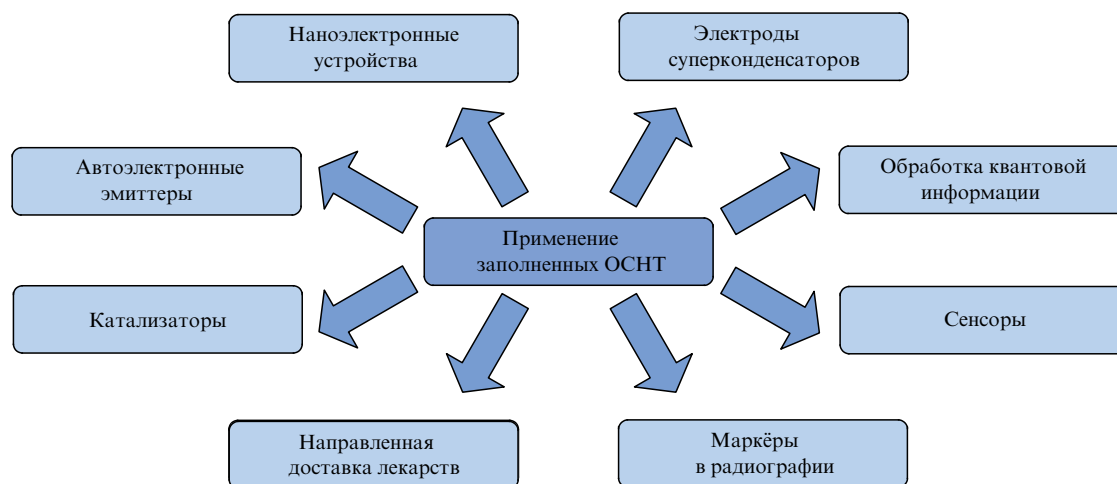 Наноэлектронные
устройства
Электроды
суперконденсаторов
Автоэлектронные
эмиттеры
Обработка квантовой
информации
Применение
заполненных ОСНТ
Катализаторы
Сенсоры
Направленная
доставка лекарств
Маркёры
в радиографии